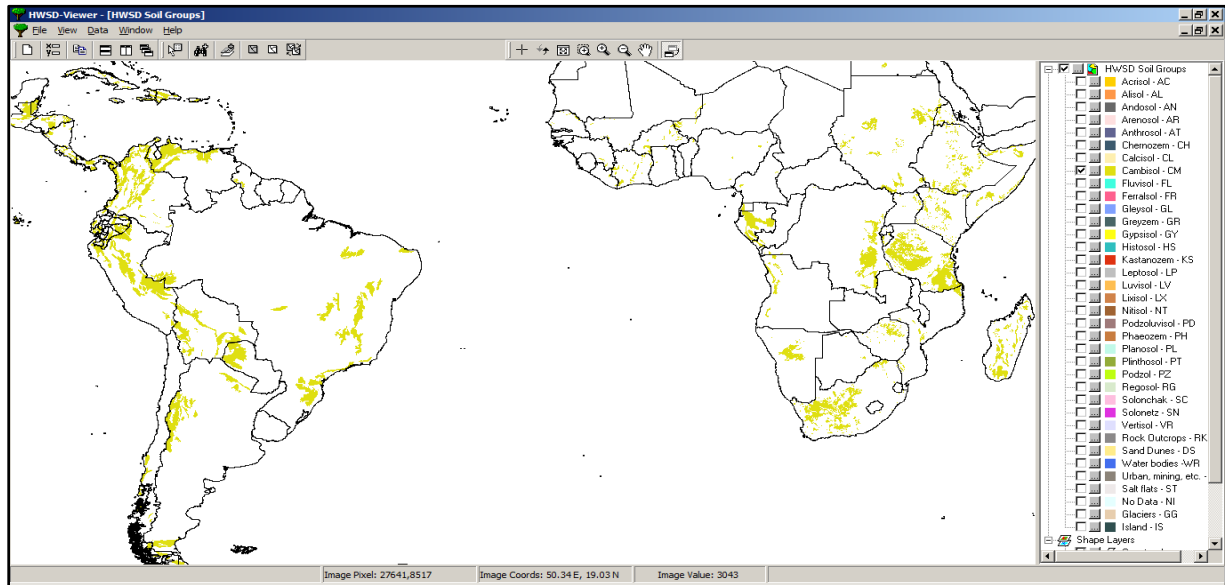 HWSD-Viewer - [HWSD Soil Groups]
File View Data Window Help
HWSD Soil Groups
Acrisol - AC
Alisol - AL
Andosol - AN
Arenosol - AR
Anthrosol - AT
Chernozem - CH
Calcisol - CL
Cambisol - CM
Fluvisol - FL
Ferralsol - FR
Gleysol - GL
Greyzem - GR
Gypsisol - GY
Histosol - HS
Kastanozem - KS
Leptosol - LP
Luvisol - LV
Lixisol - LX
Nitisol - NT
Podzoluvisol - PD
Phaeozem - PH
Planosol - PL
Plinthosol - PT
Podzol - PZ
Regosol- RG
Solonchak - SC
Solonetz - SN
Vertisol - VR
Rock Outcrops - RK
Sand Dunes - DS
Water bodies -WR
Urban, mining, etc. -
Salt flats - ST
No Data - NI
Glaciers - GG
Island - IS
Shape Layers
Image Pixel: 27641,8517 Image Coords: 50.34 E, 19.03 N Image Value: 3043